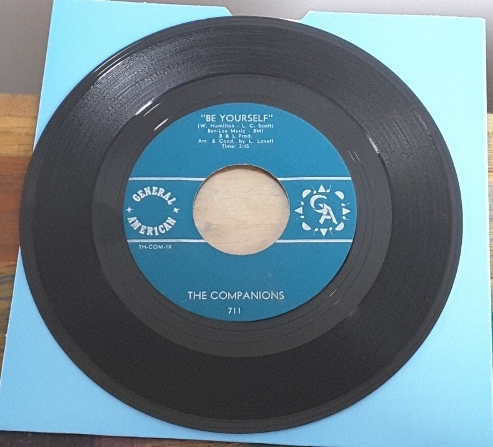 "BE YOURSELF"
(W. Hamilton - L. C. Scott)
Ben-Lee Music - BMI
B & L Prod.
Arr. & Cond. by L. Lovett
Time: 2:15
GENERAL
AMERICAN
GA
TH-COM-IX
THE COMPANIONS
711